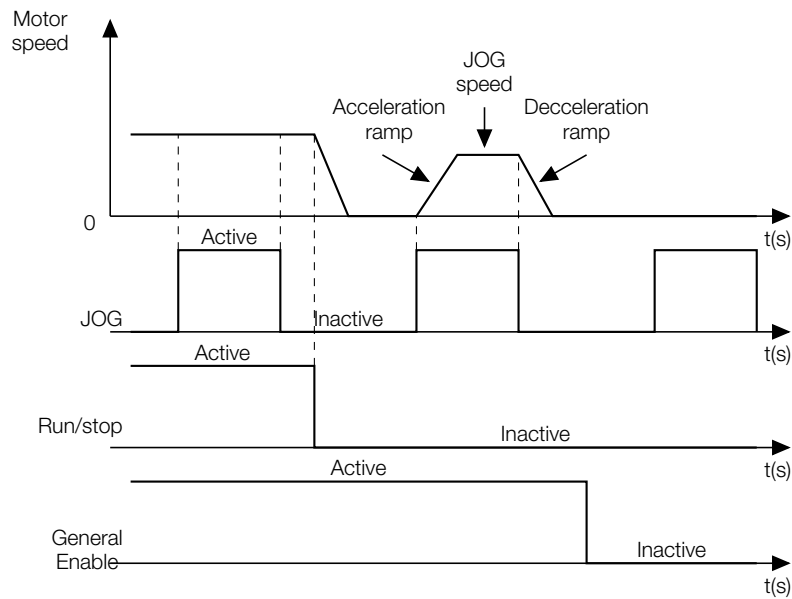 Motor
speed
JOG
speed
Acceleration
ramp
Decceleration
ramp
0
t(s)
Active
JOG
Inactive
t(s)
Active
Run/stop
Inactive
t(s)
Active
General
Enable
Inactive
t(s)